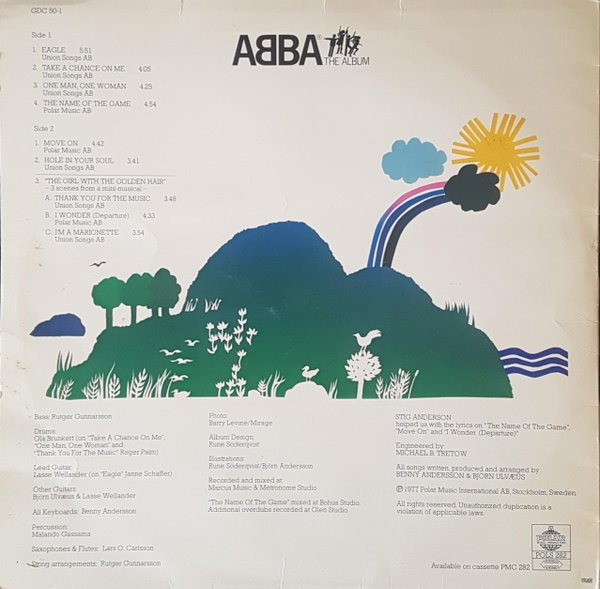 GDC 50-1
ABBA®
THE ALBUM
Side 1
1. EAGLE 5.51
Union Songs AB
2. TAKE A CHANCE ON ME 4.05
Union Songs AB
3. ONE MAN, ONE WOMAN 4.25
Union Songs AB
4. THE NAME OF THE GAME 4.54
Polar Music AB
Side 2
1. MOVE ON 4.42
Polar Music AB
2. HOLE IN YOUR SOUL 3.41
Union Songs AB
3. "THE GIRL WITH THE GOLDEN HAIR"
– 3 scenes from a mini-musical –
A. THANK YOU FOR THE MUSIC 3.48
Union Songs AB
B. I WONDER (Departure) 4.33
Polar Music AB
C. I'M A MARIONETTE 3.54
Union Songs AB
Bass: Rutger Gunnarsson
Drums:
Ola Brunkert (on "Take A Chance On Me",
"One Man, One Woman" and
"Thank You For The Music" Roger Palm)
Lead Guitar:
Lasse Wellander (on "Eagle" Janne Schaffer)
Other Guitars:
Björn Ulvæus & Lasse Wellander
All Keyboards: Benny Andersson
Percussion:
Malando Gassama
Saxophones & Flutes: Lars O. Carlsson
String arrangements: Rutger Gunnarsson
Photo:
Barry Levine/Mirage
Album Design:
Rune Söderqvist
Illustrations:
Rune Söderqvist/Björn Andersson
Recorded and mixed at
Marcus Music & Metronome Studio
"The Name Of The Game" mixed at Bohus Studio.
Additional overdubs recorded at Glen Studio.
STIG ANDERSON
helped us with the lyrics on "The Name Of The Game",
"Move On" and "I Wonder (Departure)"
Engineered by:
MICHAEL B. TRETOW
All songs written, produced and arranged by
BENNY ANDERSSON & BJÖRN ULVÆUS
℗ 1977 Polar Music International AB, Stockholm, Sweden.
All rights reserved. Unauthorized duplication is a
violation of applicable laws.
POLAR
POLS 282
Available on cassette PMC 282